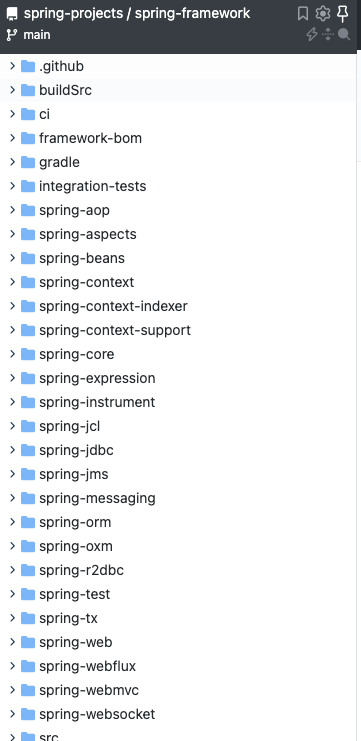 spring-projects / spring-framework
main
.github
buildSrc
ci
framework-bom
gradle
integration-tests
spring-aop
spring-aspects
spring-beans
spring-context
spring-context-indexer
spring-context-support
spring-core
spring-expression
spring-instrument
spring-jcl
spring-jdbc
spring-jms
spring-messaging
spring-orm
spring-oxm
spring-r2dbc
spring-test
spring-tx
spring-web
spring-webflux
spring-webmvc
spring-websocket
src